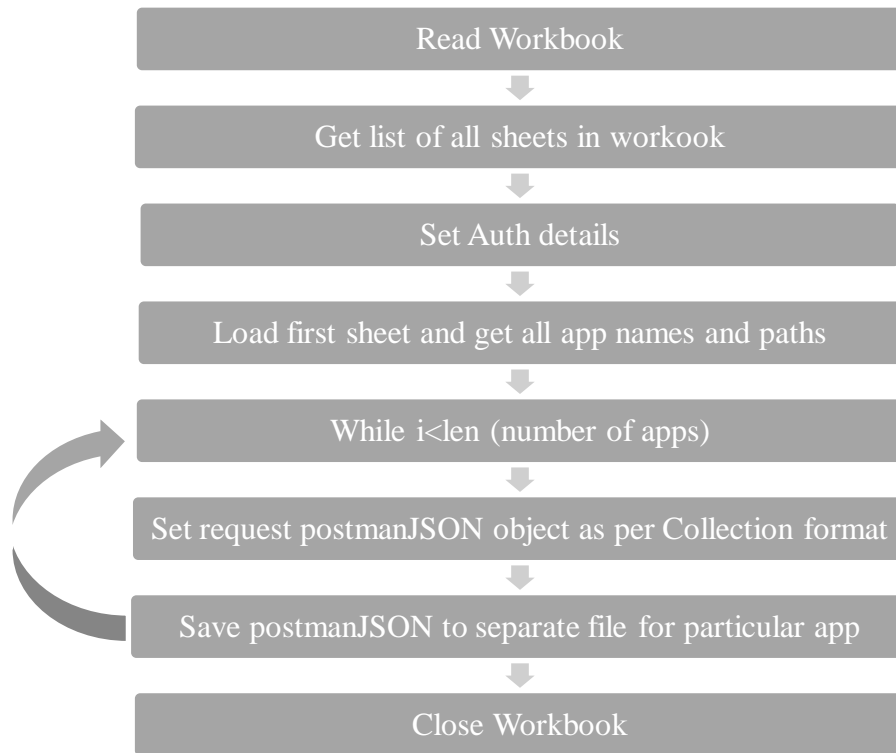 Read Workbook
Get list of all sheets in workook
Set Auth details
Load first sheet and get all app names and paths
While i<len (number of apps)
Set request postmanJSON object as per Collection format
Save postmanJSON to separate file for particular app
Close Workbook